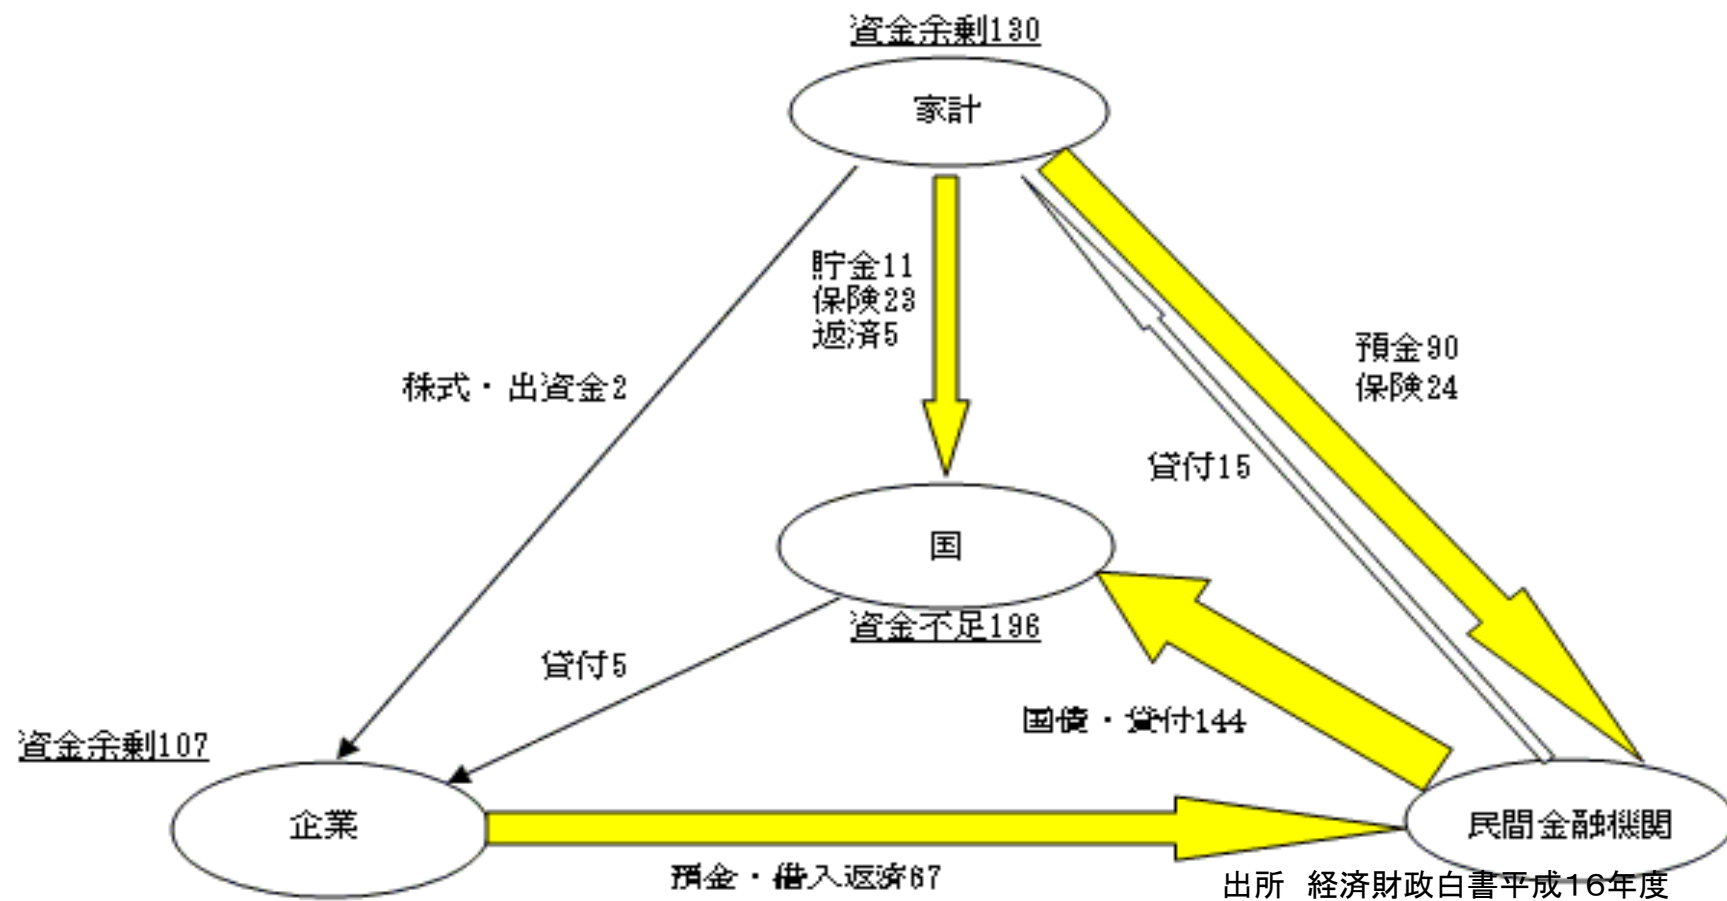 資金余剰130
家計
貯金11
保険23
返済5
預金90
保険24
株式・出資金2
貸付15
国
資金不足196
貸付5
国債・貸付144
資金余剰107
企業
民間金融機関
預金・借入返済67
出所　経済財政白書平成16年度